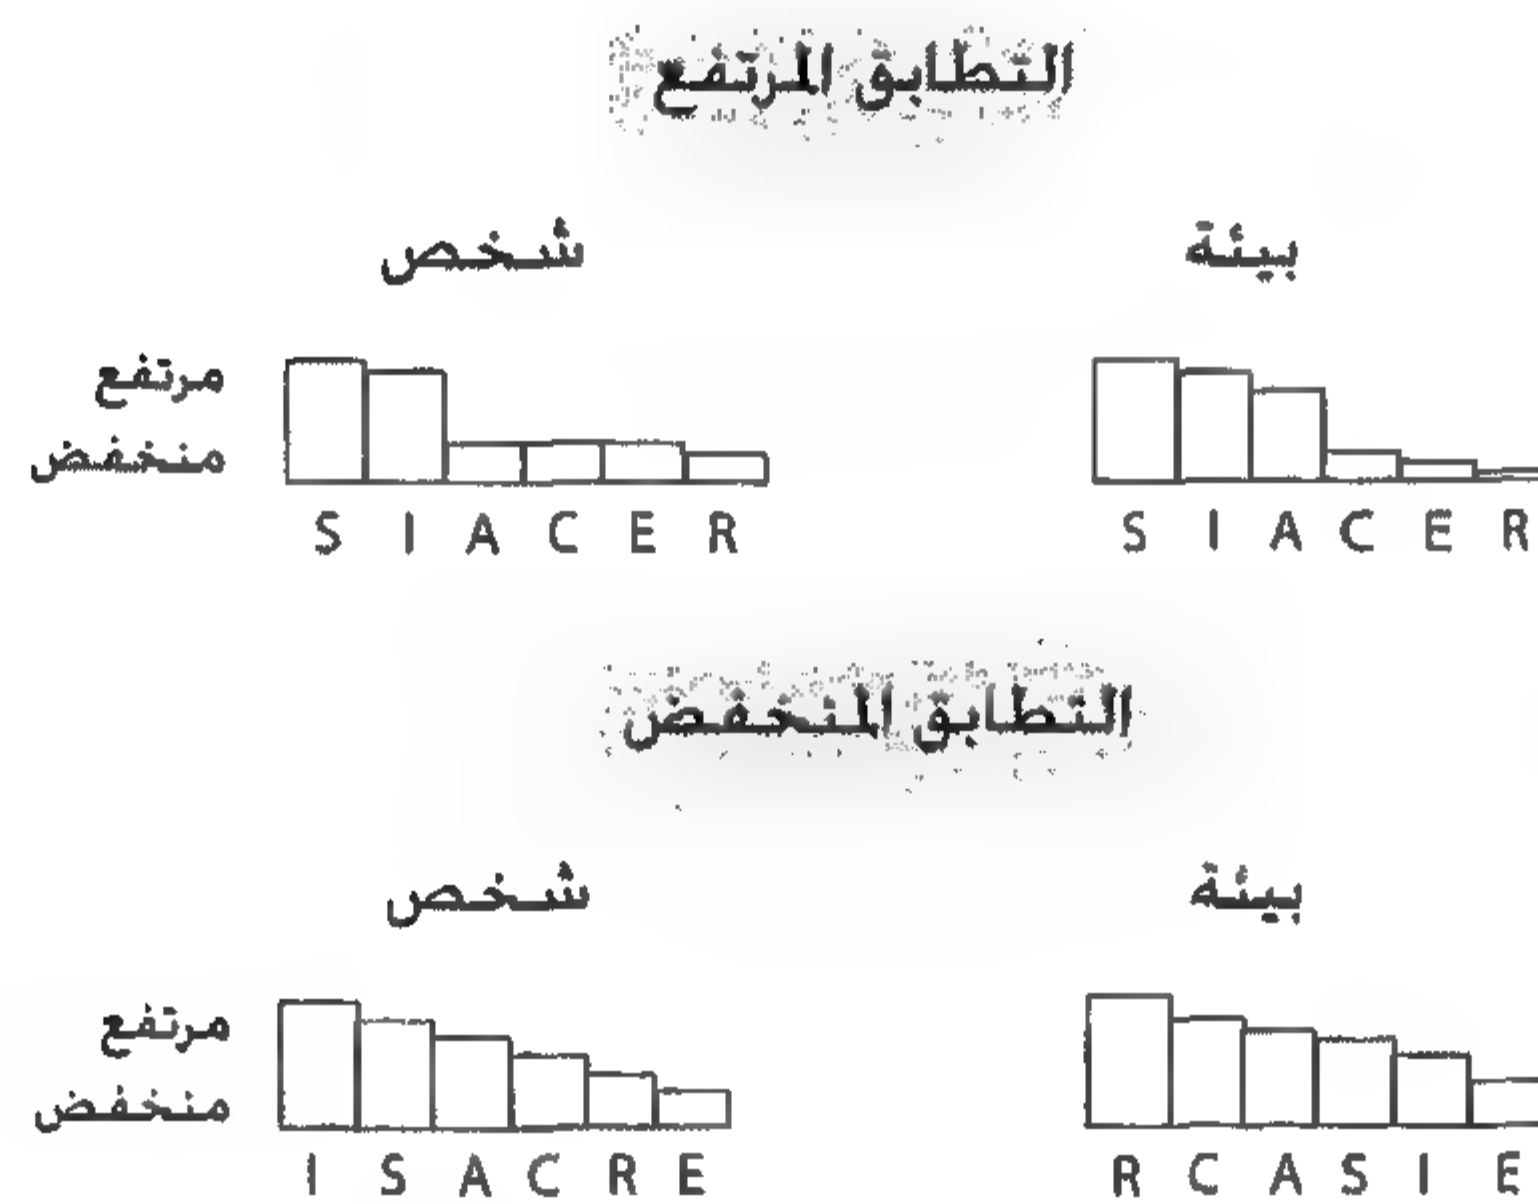 التطابق المرتفع
شخص
بيئة
مرتفع
منخفض
S I A C E R
S I A C E R
التطابق المنخفض
شخص
بيئة
مرتفع
منخفض
I S A C R E
R C A S I E